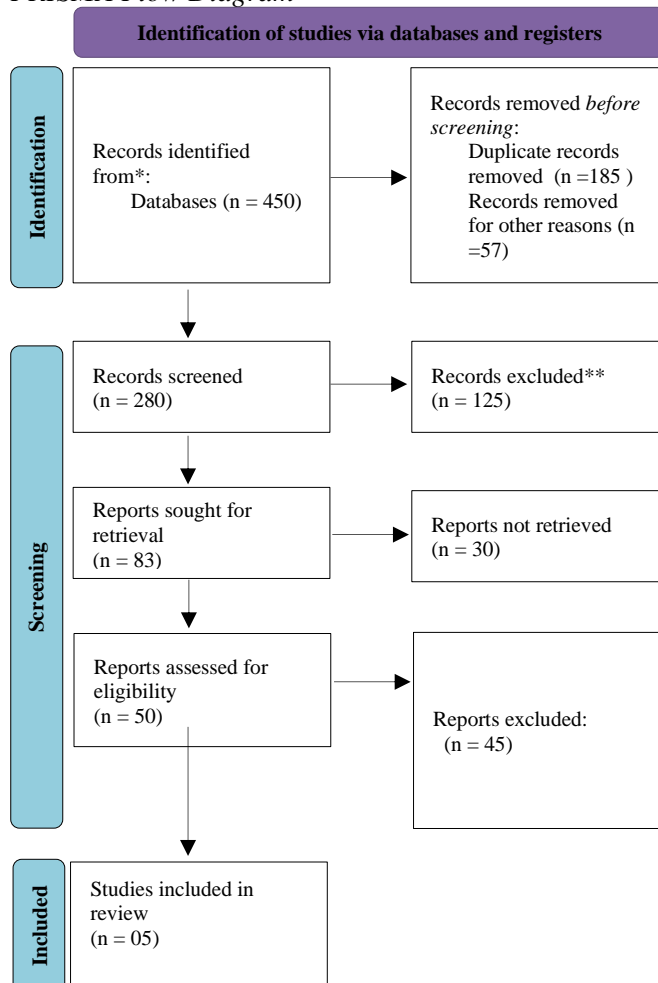 PRISMA Flow Diagram
Identification of studies via databases and registers
Identification
Records identified
from*:
Databases (n = 450)
Records removed before
screening:
Duplicate records
removed (n =185 )
Records removed
for other reasons (n
=57)
Screening
Records screened
(n = 280)
Records excluded**
(n = 125)
Reports sought for
retrieval
(n = 83)
Reports not retrieved
(n = 30)
Reports assessed for
eligibility
(n = 50)
Reports excluded:
(n = 45)
Included
Studies included in
review
(n = 05)